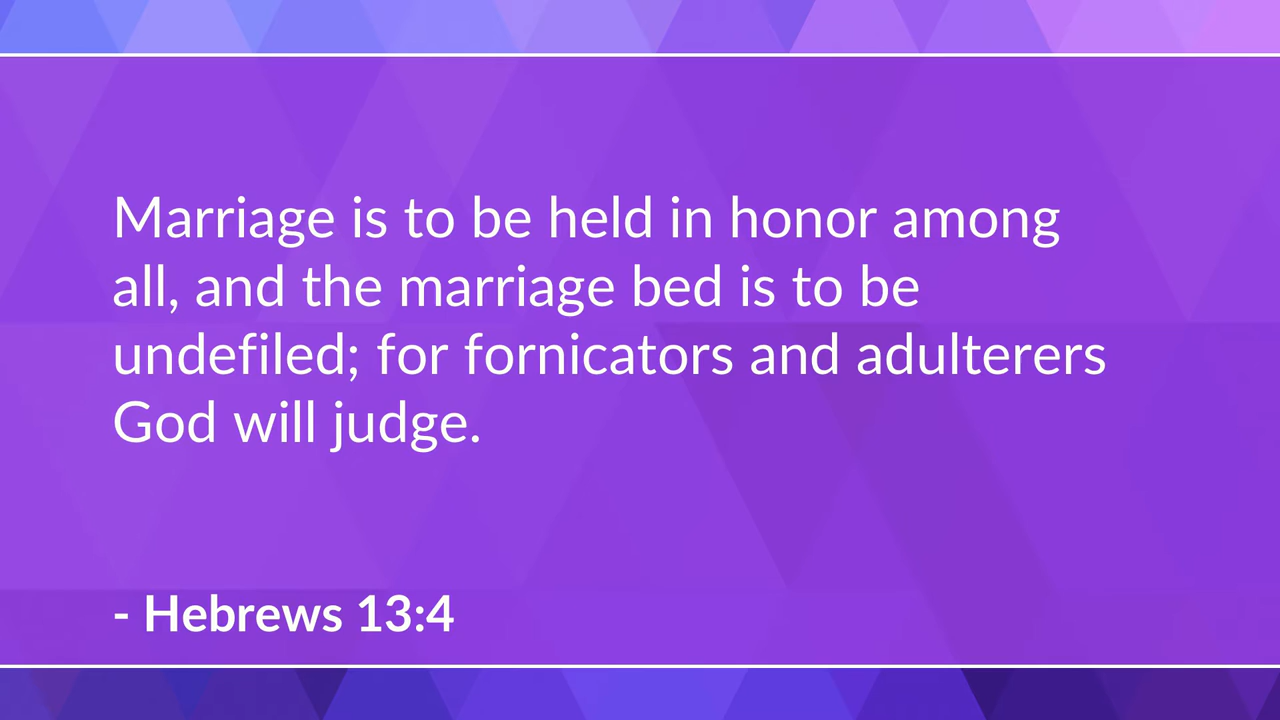 Marriage is to be held in honor among
all, and the marriage bed is to be
undefiled; for fornicators and adulterers
God will judge.
- Hebrews 13:4